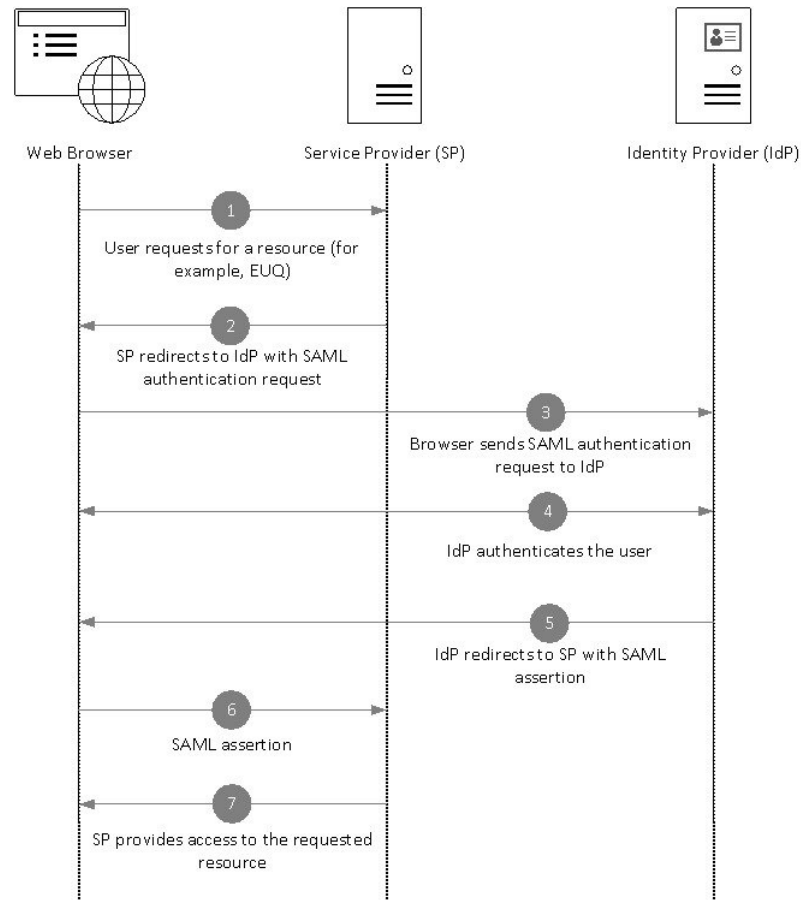 Web Browser
Service Provider (SP)
Identity Provider (IdP)
1
User requests for a resource (for
example, EUQ)
2
SP redirects to IdP with SAML
authentication request
3
Browser sends SAML authentication
request to IdP
4
IdP authenticates the user
5
IdP redirects to SP with SAML
assertion
6
SAML assertion
7
SP provides access to the requested
resource